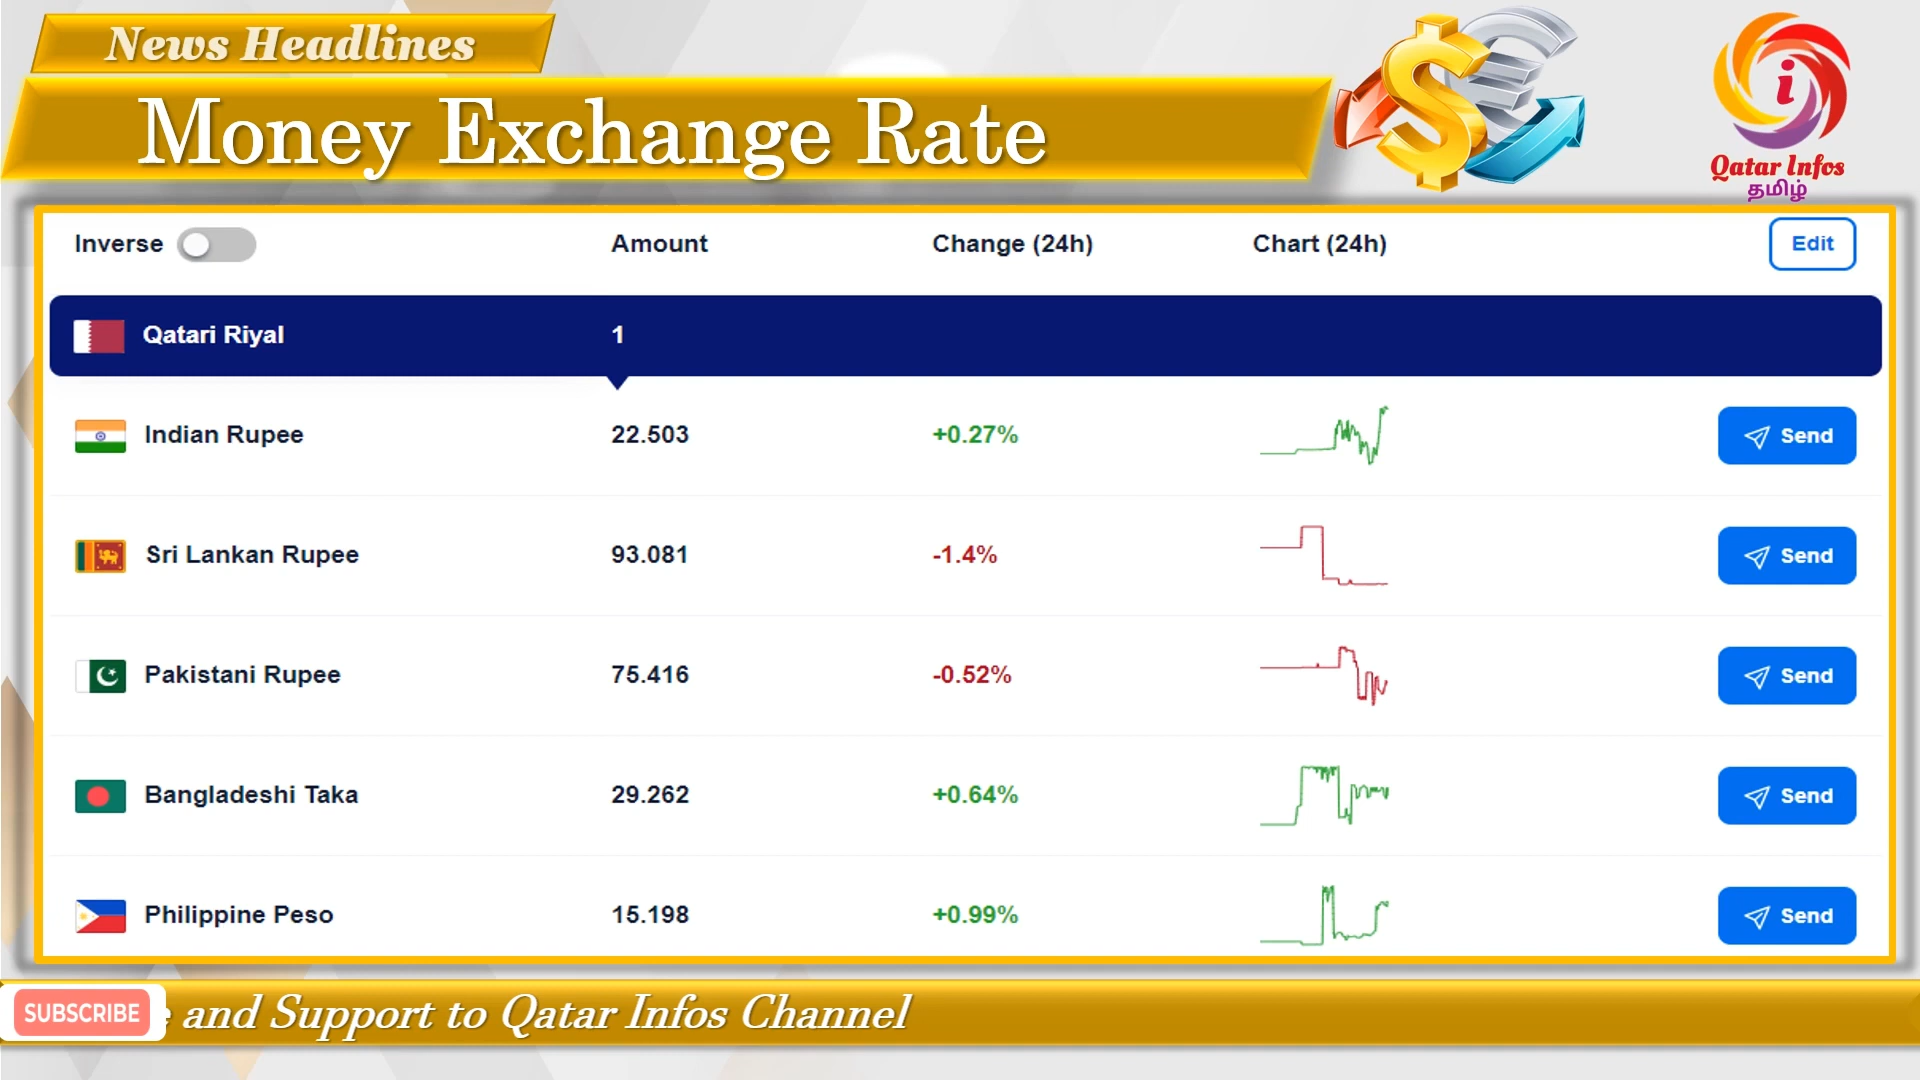 News Headlines
Money Exchange Rate
i
Qatar Infos
தமிழ்
Inverse Amount Change (24h) Chart (24h) Edit
Qatari Riyal 1
Indian Rupee 22.503 +0.27% Send
Sri Lankan Rupee 93.081 -1.4% Send
Pakistani Rupee 75.416 -0.52% Send
Bangladeshi Taka 29.262 +0.64% Send
Philippine Peso 15.198 +0.99% Send
SUBSCRIBE and Support to Qatar Infos Channel